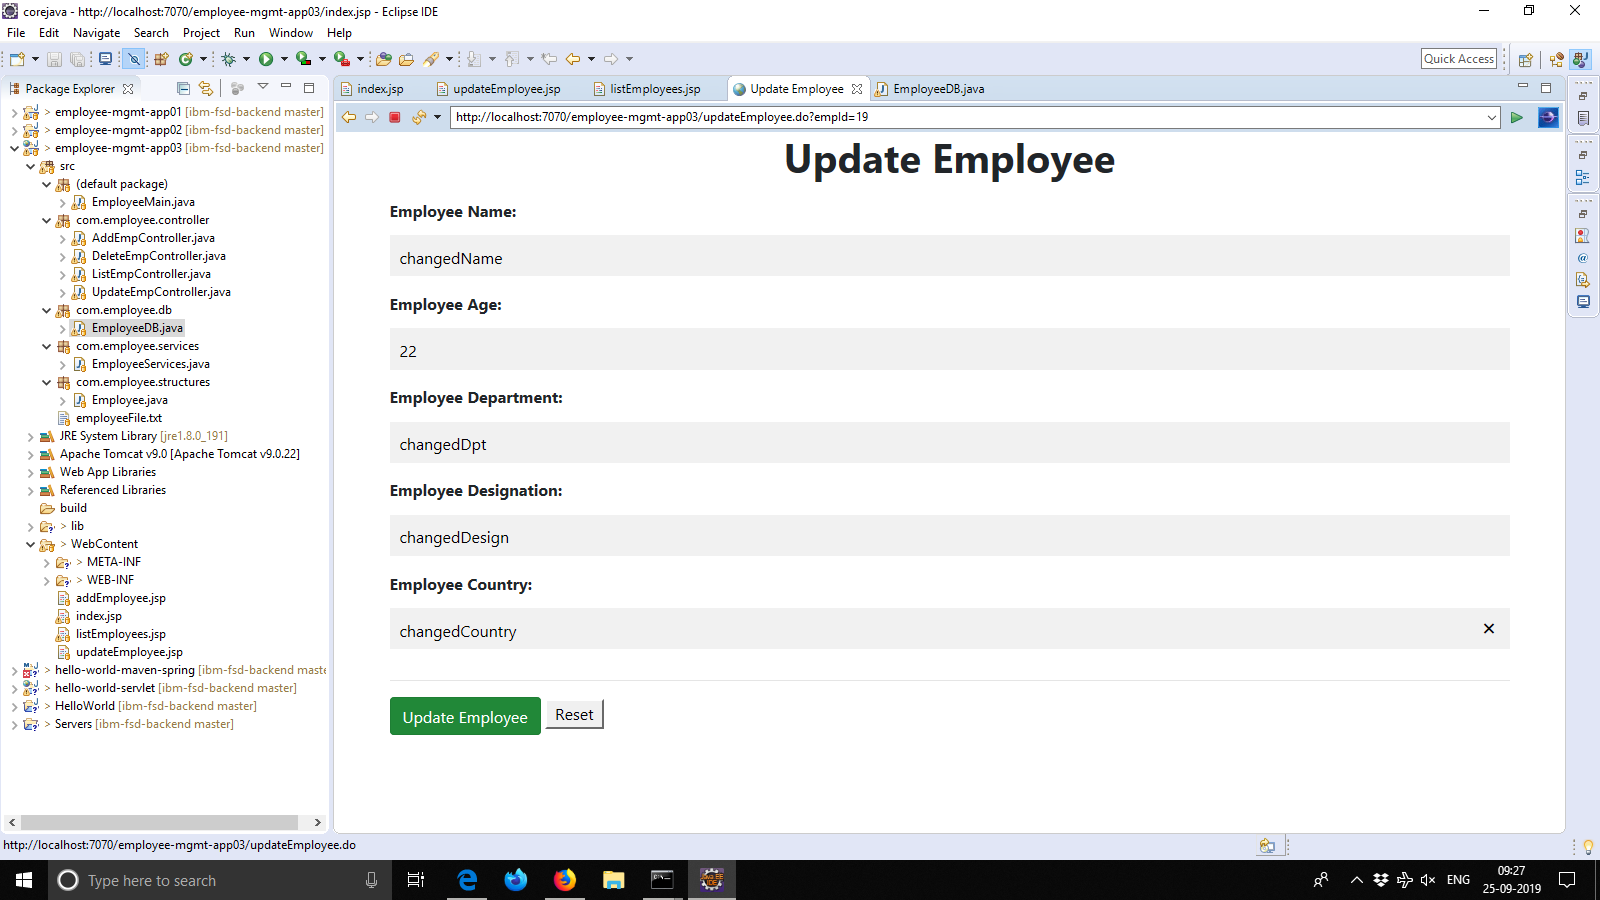 corejava - http://localhost:7070/employee-mgmt-app03/index.jsp - Eclipse IDE
File Edit Navigate Search Project Run Window Help
Quick Access
Package Explorer
index.jsp updateEmployee.jsp listEmployees.jsp Update Employee EmployeeDB.java
http://localhost:7070/employee-mgmt-app03/updateEmployee.do?empId=19
> employee-mgmt-app01 [ibm-fsd-backend master]
> employee-mgmt-app02 [ibm-fsd-backend master]
> employee-mgmt-app03 [ibm-fsd-backend master]
src
(default package)
EmployeeMain.java
com.employee.controller
AddEmpController.java
DeleteEmpController.java
ListEmpController.java
UpdateEmpController.java
com.employee.db
EmployeeDB.java
com.employee.services
EmployeeServices.java
com.employee.structures
Employee.java
employeeFile.txt
JRE System Library [jre1.8.0_191]
Apache Tomcat v9.0 [Apache Tomcat v9.0.22]
Web App Libraries
Referenced Libraries
build
> lib
> WebContent
> META-INF
> WEB-INF
addEmployee.jsp
index.jsp
listEmployees.jsp
updateEmployee.jsp
> hello-world-maven-spring [ibm-fsd-backend maste
> hello-world-servlet [ibm-fsd-backend master]
> HelloWorld [ibm-fsd-backend master]
> Servers [ibm-fsd-backend master]
Update Employee
Employee Name:
changedName
Employee Age:
22
Employee Department:
changedDpt
Employee Designation:
changedDesign
Employee Country:
changedCountry
Update Employee Reset
http://localhost:7070/employee-mgmt-app03/updateEmployee.do
Type here to search
ENG
09:27
25-09-2019